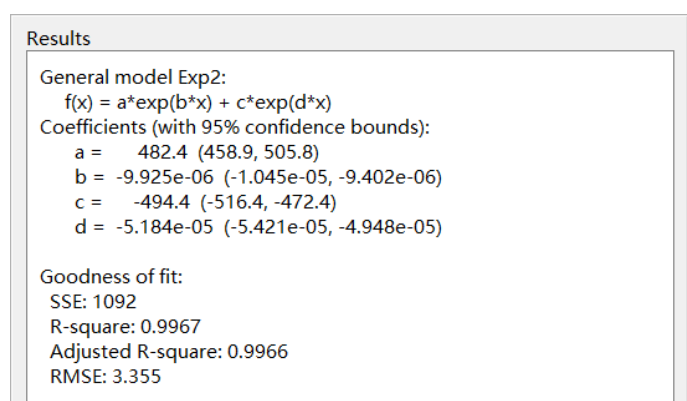 Results
General model Exp2:
f(x) = a*exp(b*x) + c*exp(d*x)
Coefficients (with 95% confidence bounds):
a = 482.4 (458.9, 505.8)
b = -9.925e-06 (-1.045e-05, -9.402e-06)
c = -494.4 (-516.4, -472.4)
d = -5.184e-05 (-5.421e-05, -4.948e-05)
Goodness of fit:
SSE: 1092
R-square: 0.9967
Adjusted R-square: 0.9966
RMSE: 3.355